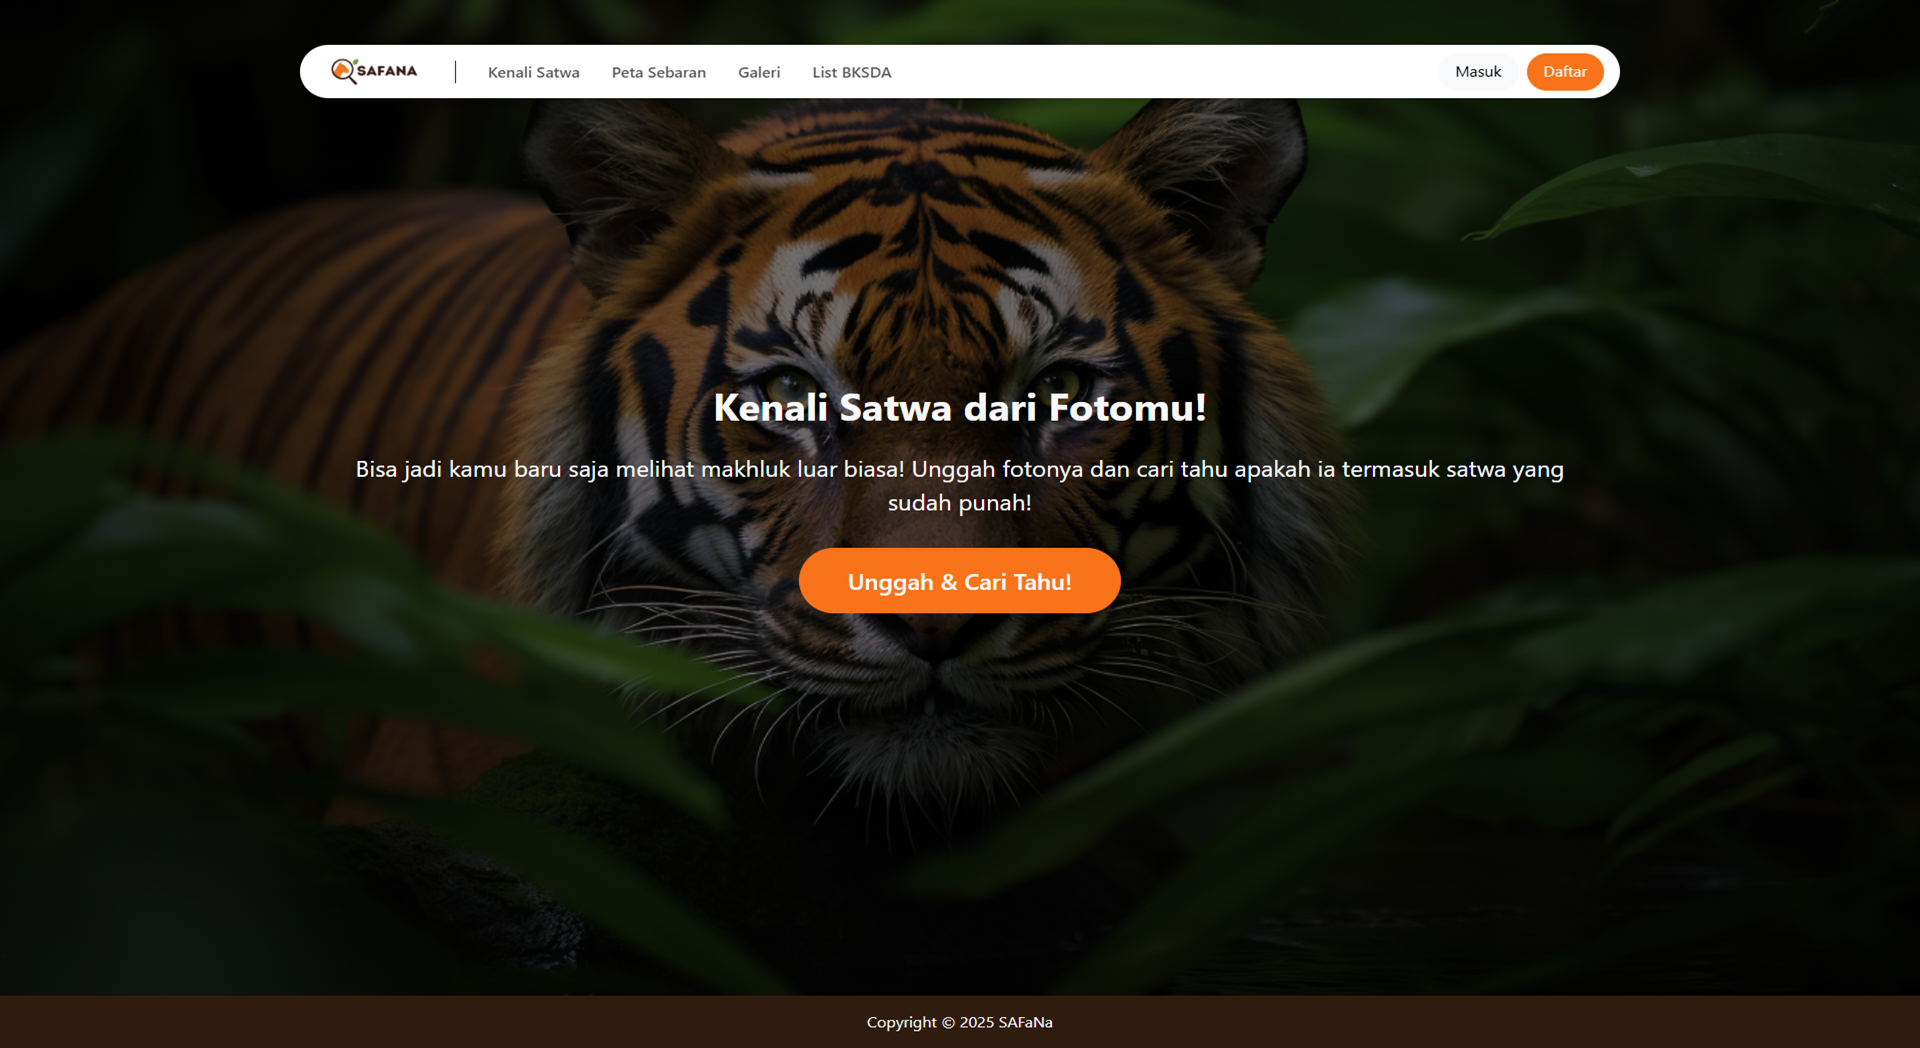 SAFANA
Kenali Satwa
Peta Sebaran
Galeri
List BKSDA
Masuk
Daftar
Kenali Satwa dari Fotomu!
Bisa jadi kamu baru saja melihat makhluk luar biasa! Unggah fotonya dan cari tahu apakah ia termasuk satwa yang
sudah punah!
Unggah & Cari Tahu!
Copyright © 2025 SAFaNa